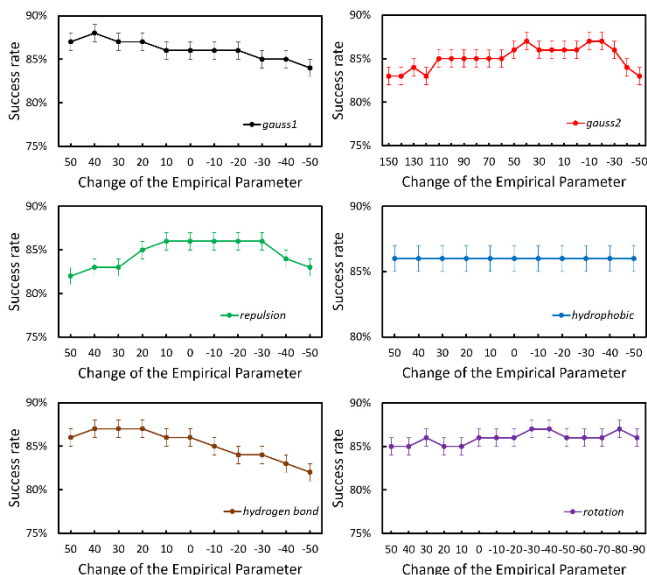 90%
85%
80%
75%
Success rate
gauss1
50 40 30 20 10 0 -10 -20 -30 -40 -50
Change of the Empirical Parameter
90%
85%
80%
75%
Success rate
gauss2
150 130 110 90 70 50 30 10 -10 -30 -50
Change of the Empirical Parameter
90%
85%
80%
75%
Success rate
repulsion
50 40 30 20 10 0 -10 -20 -30 -40 -50
Change of the Empirical Parameter
90%
85%
80%
Success rate
hydrophobic
50 40 30 20 10 0 -10 -20 -30 -40 -50
Change of the Empirical Parameter
90%
85%
80%
75%
Success rate
hydrogen bond
50 40 30 20 10 0 -10 -20 -30 -40 -50
Change of the Empirical Parameter
90%
85%
80%
75%
Success rate
rotation
50 40 30 20 10 0 -10 -20 -30 -40 -50 -60 -70 -80 -90
Change of the Empirical Parameter